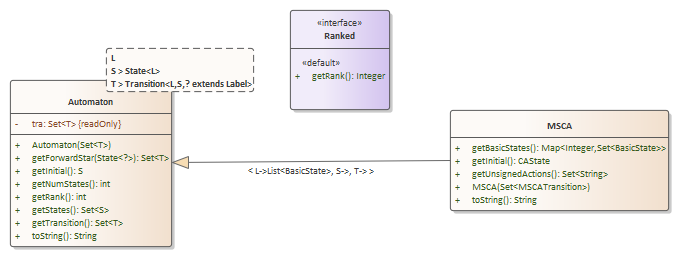 L
S > State<L>
T > Transition<L,S,? extends Label>
Automaton
- tra: Set<T> {readOnly}
+ Automaton(Set<T>)
+ getForwardStar(State<?>): Set<T>
+ getInitial(): S
+ getNumStates(): int
+ getRank(): int
+ getStates(): Set<S>
+ getTransition(): Set<T>
+ toString(): String
«interface»
Ranked
«default»
+ getRank(): Integer
< L->List<BasicState>, S->, T-> >
MSCA
+ getBasicStates(): Map<Integer,Set<BasicState>>
+ getInitial(): CAState
+ getUnsignedActions(): Set<String>
+ MSCA(Set<MSCATransition>)
+ toString(): String